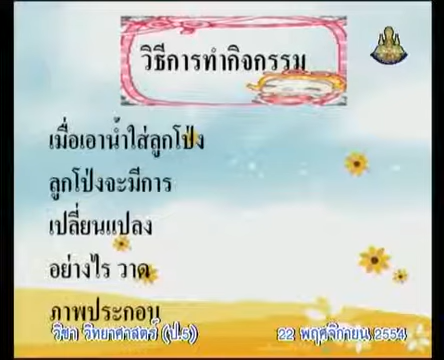 วิธีการทำกิจกรรม
เมื่อเอาน้ำใส่ลูกโป่ง
ลูกโป่งจะมีการ
เปลี่ยนแปลง
อย่างไร วาด
ภาพประกอบ
วิชา วิทยาศาสตร์ (ป.5) 22 พฤศจิกายน 2554